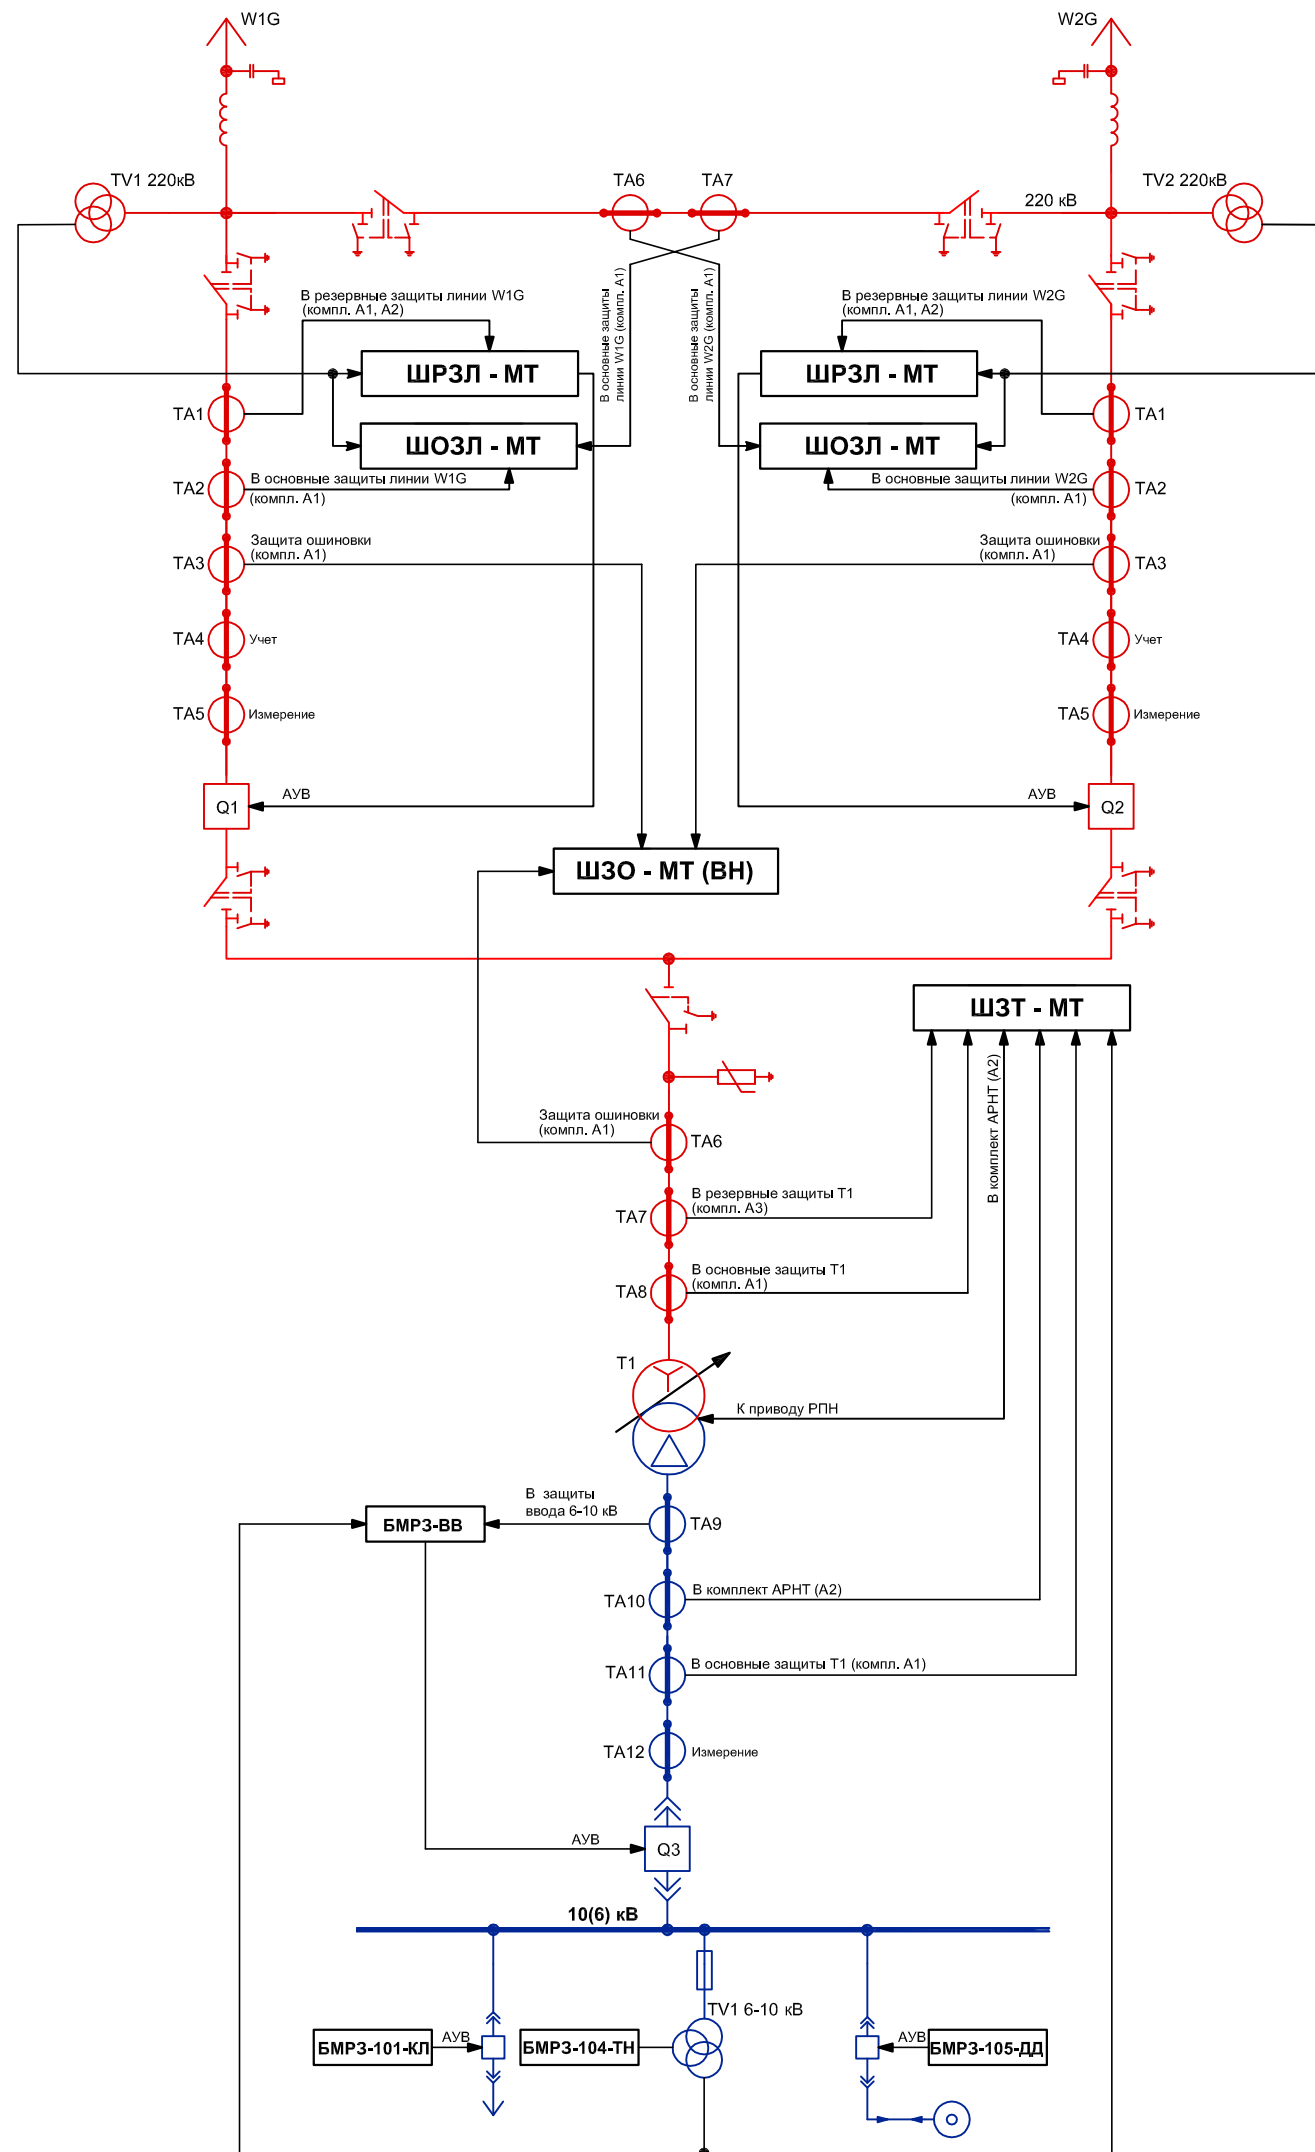 W1G
W2G
TV1 220кВ
TA6
TA7
220 кВ
TV2 220кВ
В резервные защиты линии W1G
(компл. А1, А2)
В основные защиты
линии W1G (компл. А1)
В основные защиты
линии W2G (компл. А1)
В резервные защиты линии W2G
(компл. А1, А2)
ШРЗЛ - МТ
ШРЗЛ - МТ
TA1
TA1
ШОЗЛ - МТ
ШОЗЛ - МТ
TA2
В основные защиты линии W1G
(компл. А1)
В основные защиты линии W2G
(компл. А1)
TA2
TA3
Защита ошиновки
(компл. А1)
Защита ошиновки
(компл. А1)
TA3
TA4
Учет
TA4
Учет
TA5
Измерение
TA5
Измерение
Q1
АУВ
АУВ
Q2
ШЗО - МТ (ВН)
ШЗТ - МТ
В комплект АРНТ (А2)
Защита ошиновки
(компл. А1)
TA6
TA7
В резервные защиты Т1
(компл. А3)
TA8
В основные защиты Т1
(компл. А1)
T1
К приводу РПН
В защиты
ввода 6-10 кВ
БМРЗ-ВВ
TA9
TA10
В комплект АРНТ (А2)
TA11
В основные защиты Т1 (компл. А1)
TA12
Измерение
АУВ
Q3
10(6) кВ
TV1 6-10 кВ
БМРЗ-101-КЛ
АУВ
БМРЗ-104-ТН
АУВ
БМРЗ-105-ДД